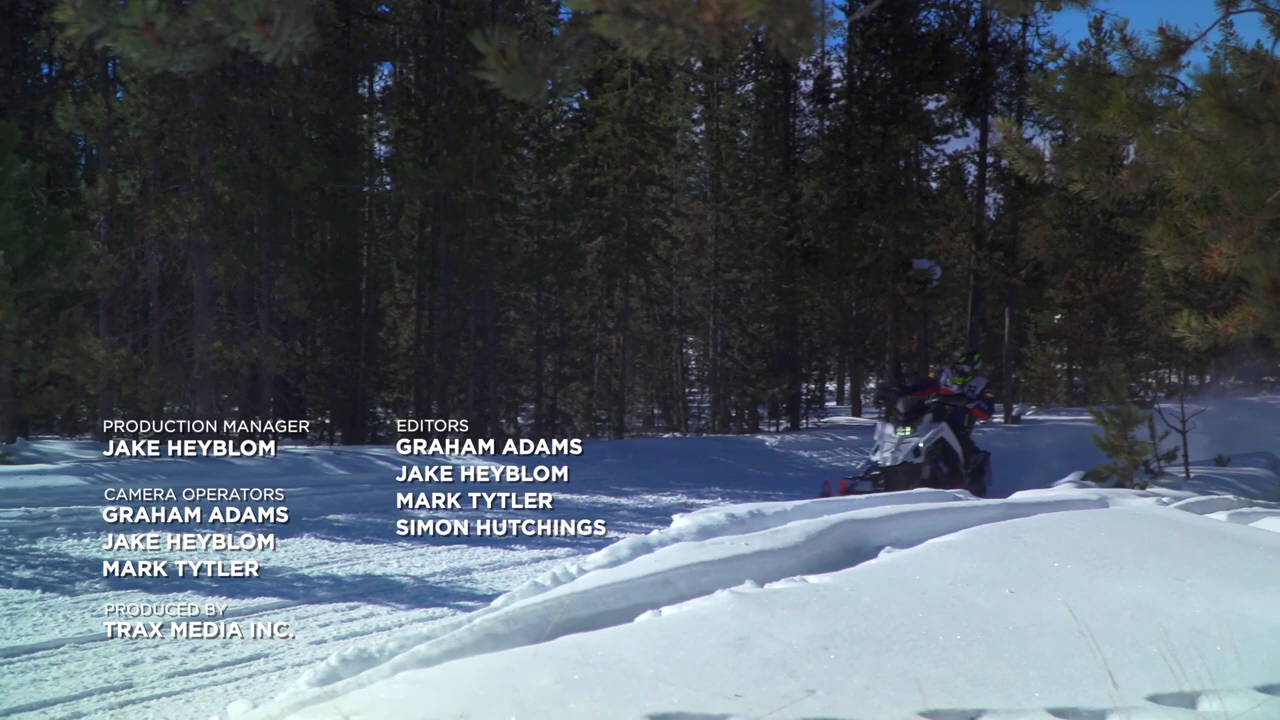 PRODUCTION MANAGER
JAKE HEYBLOM
CAMERA OPERATORS
GRAHAM ADAMS
JAKE HEYBLOM
MARK TYTLER
PRODUCED BY
TRAX MEDIA INC.
EDITORS
GRAHAM ADAMS
JAKE HEYBLOM
MARK TYTLER
SIMON HUTCHINGS